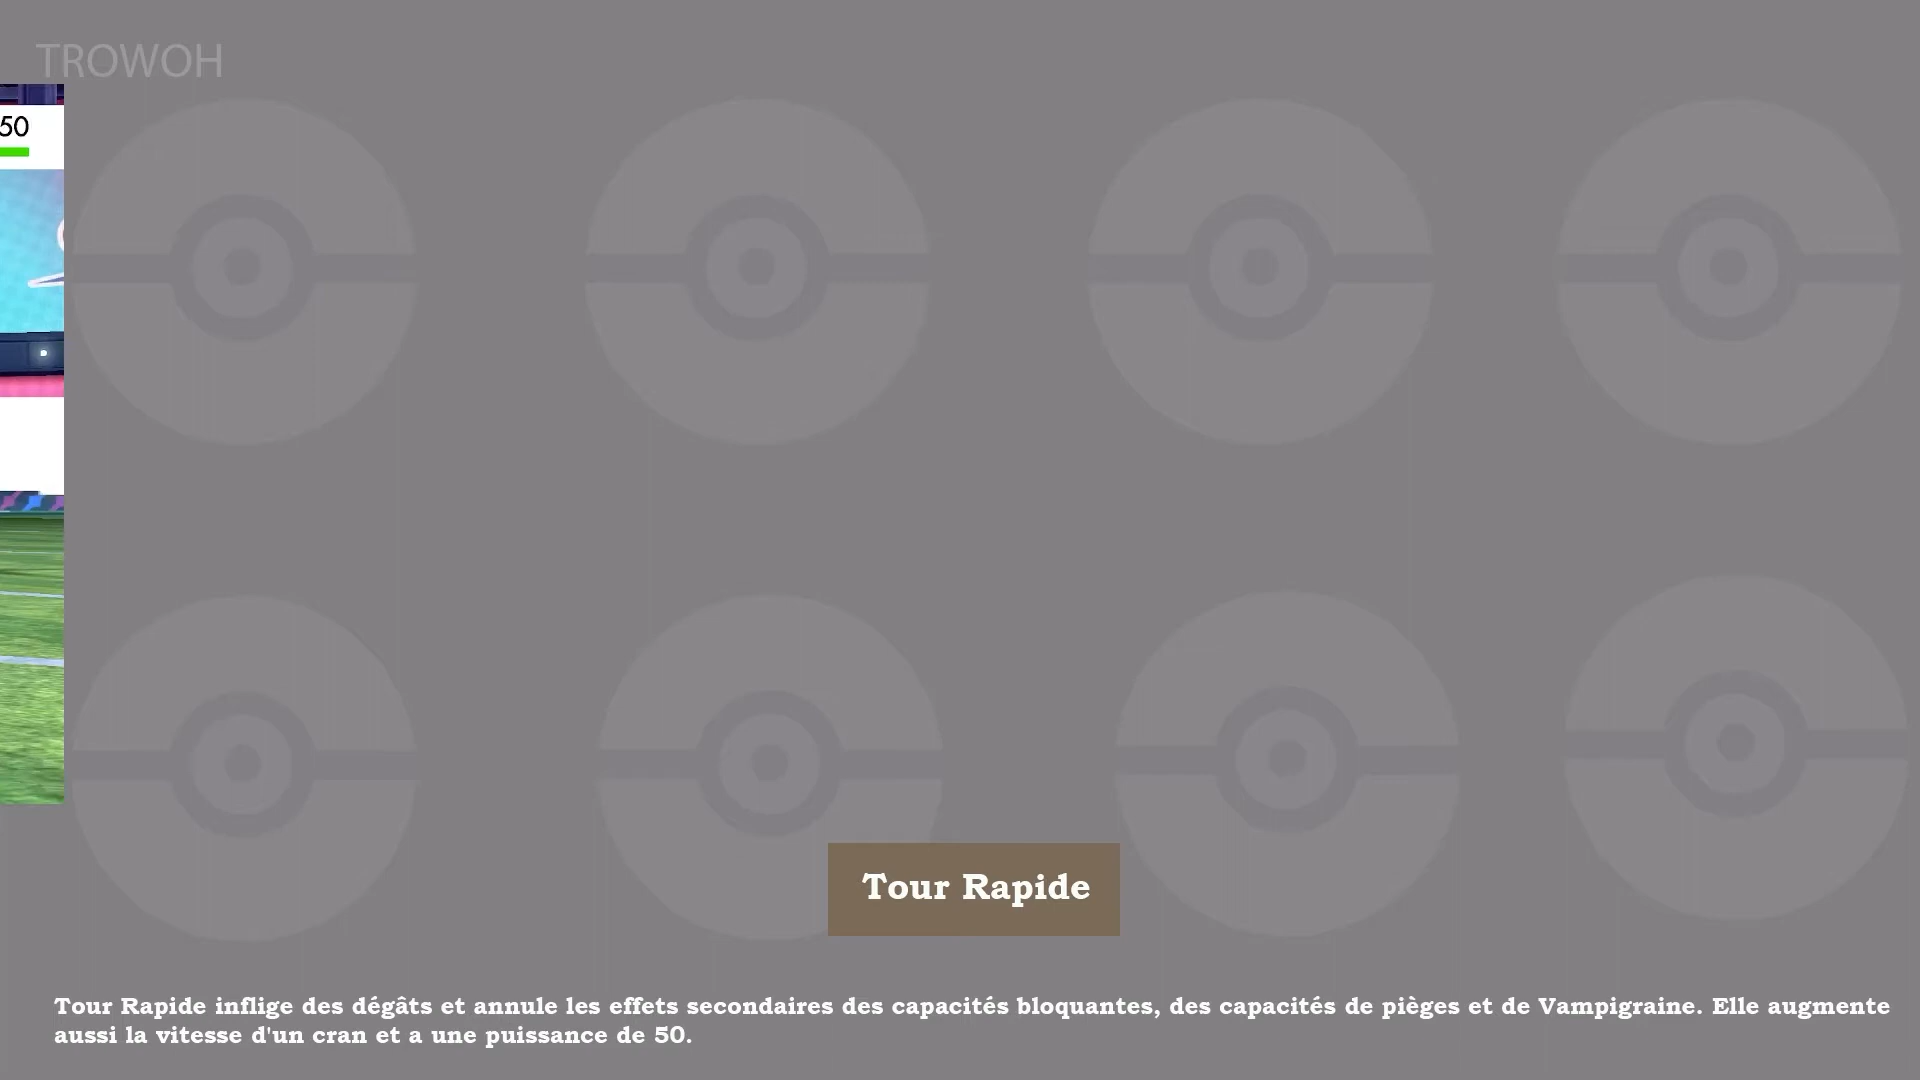 TROWOH
50
Tour Rapide
Tour Rapide inflige des dégâts et annule les effets secondaires des capacités bloquantes, des capacités de pièges et de Vampigraine. Elle augmente
aussi la vitesse d'un cran et a une puissance de 50.